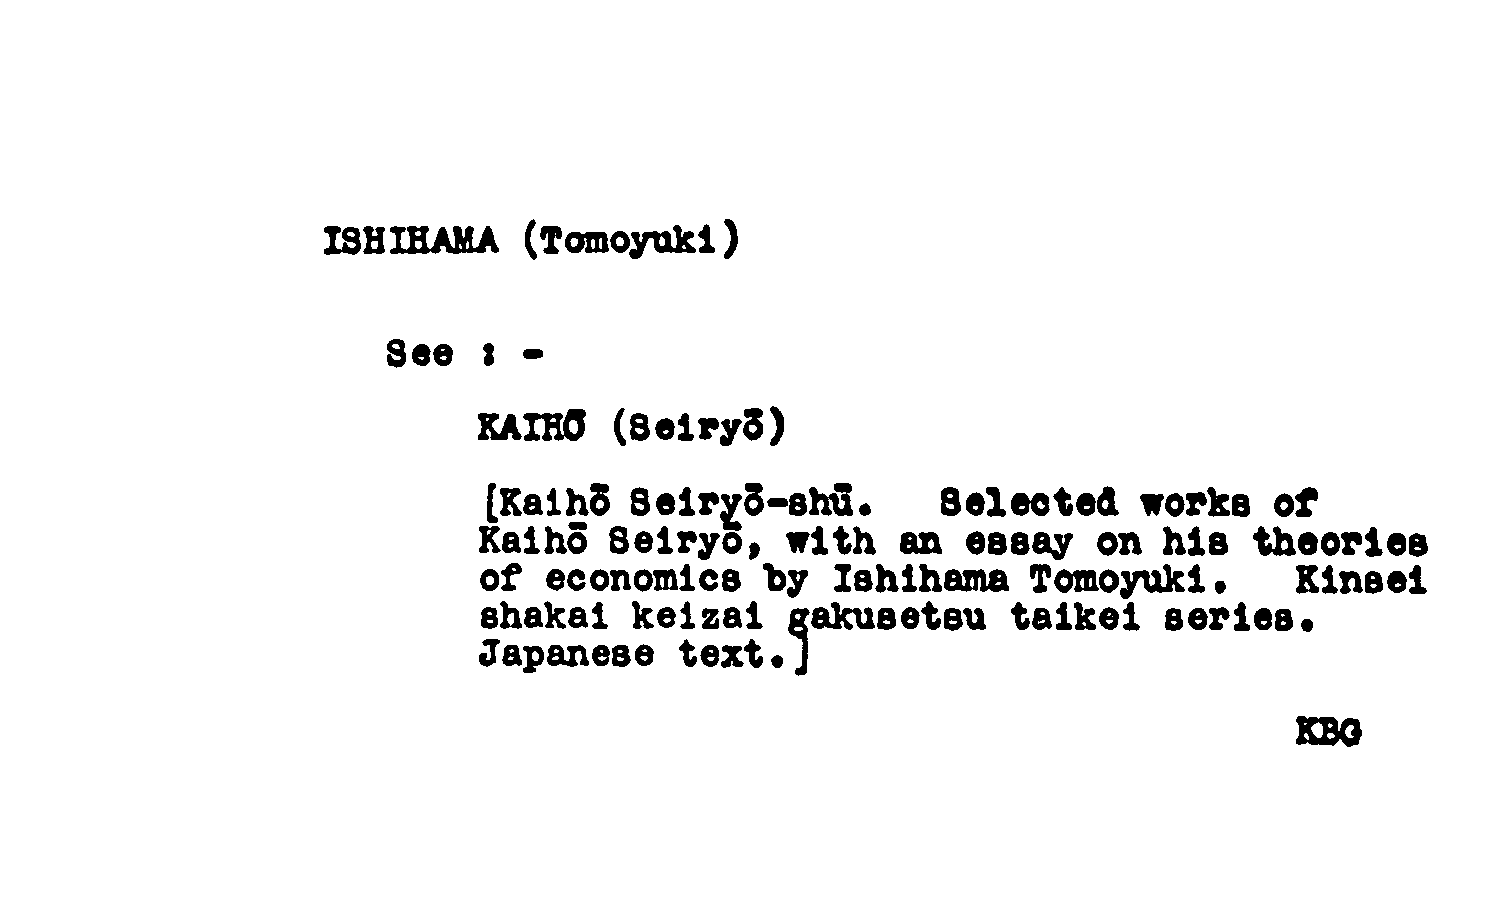 ISHIHAMA (Tomoyuki)
See : -
KAIHŌ (Seiryō)
[Kaihō Seiryō-shū. Selected works of
Kaihō Seiryō, with an essay on his theories
of economics by Ishihama Tomoyuki. Kinsei
shakai keizai gakusetsu taikei series.
Japanese text.]
KBG